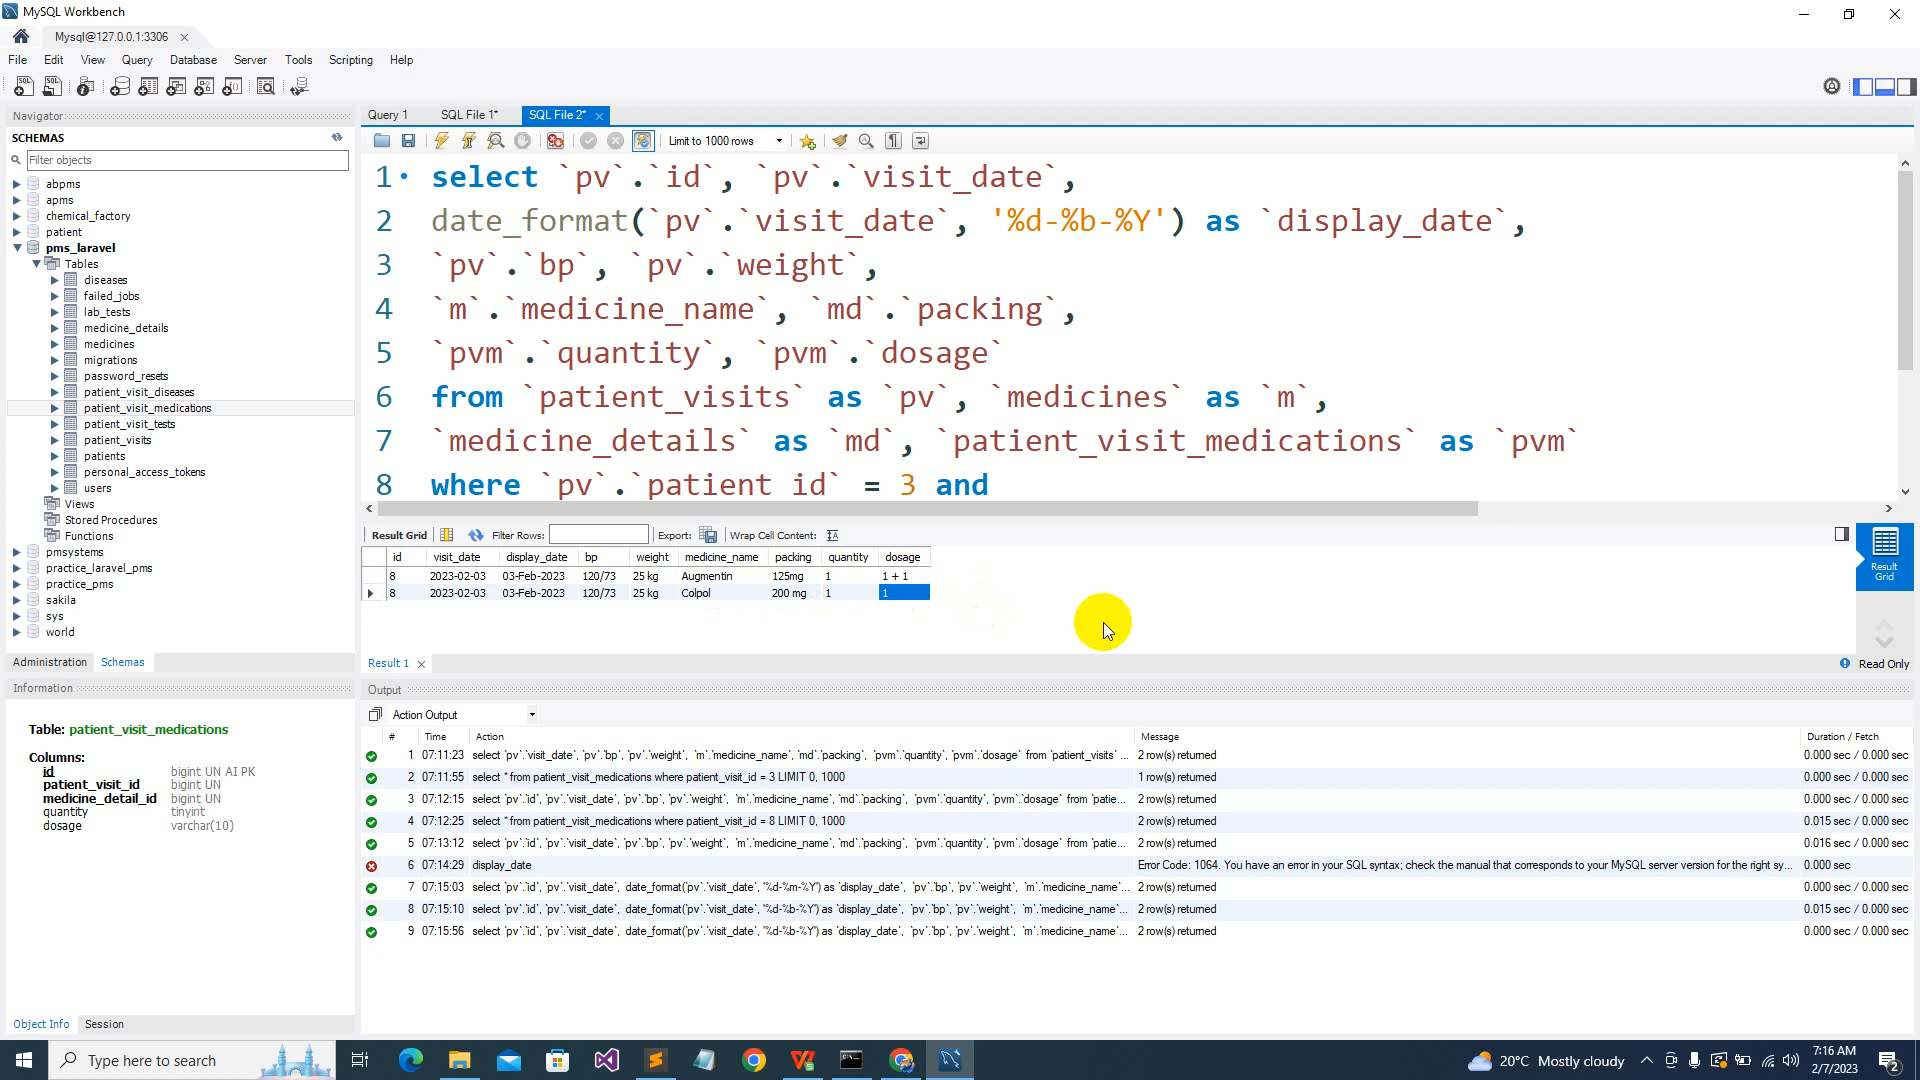 MySQL Workbench
Mysql@127.0.0.1:3306
File Edit View Query Database Server Tools Scripting Help
Navigator
SCHEMAS
Filter objects
abpms
apms
chemical_factory
patient
pms_laravel
Tables
diseases
failed_jobs
lab_tests
medicine_details
medicines
migrations
password_resets
patient_visit_diseases
patient_visit_medications
patient_visit_tests
patient_visits
patients
personal_access_tokens
users
Views
Stored Procedures
Functions
pmsystems
practice_laravel_pms
practice_pms
sakila
sys
world
Administration Schemas
Information
Table: patient_visit_medications
Columns:
id bigint UN AI PK
patient_visit_id bigint UN
medicine_detail_id bigint UN
quantity tinyint
dosage varchar(10)
Object Info Session
Query 1 SQL File 1* SQL File 2*
Limit to 1000 rows
1 select `pv`.`id`, `pv`.`visit_date`,
2 date_format(`pv`.`visit_date`, '%d-%b-%Y') as `display_date`,
3 `pv`.`bp`, `pv`.`weight`,
4 `m`.`medicine_name`, `md`.`packing`,
5 `pvm`.`quantity`, `pvm`.`dosage`
6 from `patient_visits` as `pv`, `medicines` as `m`,
7 `medicine_details` as `md`, `patient_visit_medications` as `pvm`
8 where `pv`.`patient_id` = 3 and
Result Grid Filter Rows: Export: Wrap Cell Content:
id visit_date display_date bp weight medicine_name packing quantity dosage
8 2023-02-03 03-Feb-2023 120/73 25 kg Augmentin 125mg 1 1 + 1
8 2023-02-03 03-Feb-2023 120/73 25 kg Colpol 200 mg 1 1
Result Grid
Result 1
Read Only
Output
Action Output
# Time Action Message Duration / Fetch
1 07:11:23 select `pv`.`visit_date`, `pv`.`bp`, `pv`.`weight`, `m`.`medicine_name`, `md`.`packing`, `pvm`.`quantity`, `pvm`.`dosage` from `patient_visits` ... 2 row(s) returned 0.000 sec / 0.000 sec
2 07:11:55 select * from patient_visit_medications where patient_visit_id = 3 LIMIT 0, 1000 1 row(s) returned 0.000 sec / 0.000 sec
3 07:12:15 select `pv`.`id`, `pv`.`visit_date`, `pv`.`bp`, `pv`.`weight`, `m`.`medicine_name`, `md`.`packing`, `pvm`.`quantity`, `pvm`.`dosage` from `patie... 2 row(s) returned 0.000 sec / 0.000 sec
4 07:12:25 select * from patient_visit_medications where patient_visit_id = 8 LIMIT 0, 1000 2 row(s) returned 0.015 sec / 0.000 sec
5 07:13:12 select `pv`.`id`, `pv`.`visit_date`, `pv`.`bp`, `pv`.`weight`, `m`.`medicine_name`, `md`.`packing`, `pvm`.`quantity`, `pvm`.`dosage` from `patie... 2 row(s) returned 0.016 sec / 0.000 sec
6 07:14:29 display_date Error Code: 1064. You have an error in your SQL syntax; check the manual that corresponds to your MySQL server version for the right sy... 0.000 sec
7 07:15:03 select `pv`.`id`, `pv`.`visit_date`, date_format(`pv`.`visit_date`, '%d-%m-%Y') as `display_date`, `pv`.`bp`, `pv`.`weight`, `m`.`medicine_name`... 2 row(s) returned 0.000 sec / 0.000 sec
8 07:15:10 select `pv`.`id`, `pv`.`visit_date`, date_format(`pv`.`visit_date`, '%d-%b-%Y') as `display_date`, `pv`.`bp`, `pv`.`weight`, `m`.`medicine_name`... 2 row(s) returned 0.015 sec / 0.000 sec
9 07:15:56 select `pv`.`id`, `pv`.`visit_date`, date_format(`pv`.`visit_date`, '%d-%b-%Y') as `display_date`, `pv`.`bp`, `pv`.`weight`, `m`.`medicine_name`... 2 row(s) returned 0.000 sec / 0.000 sec
Type here to search
20°C Mostly cloudy
7:16 AM
2/7/2023
2